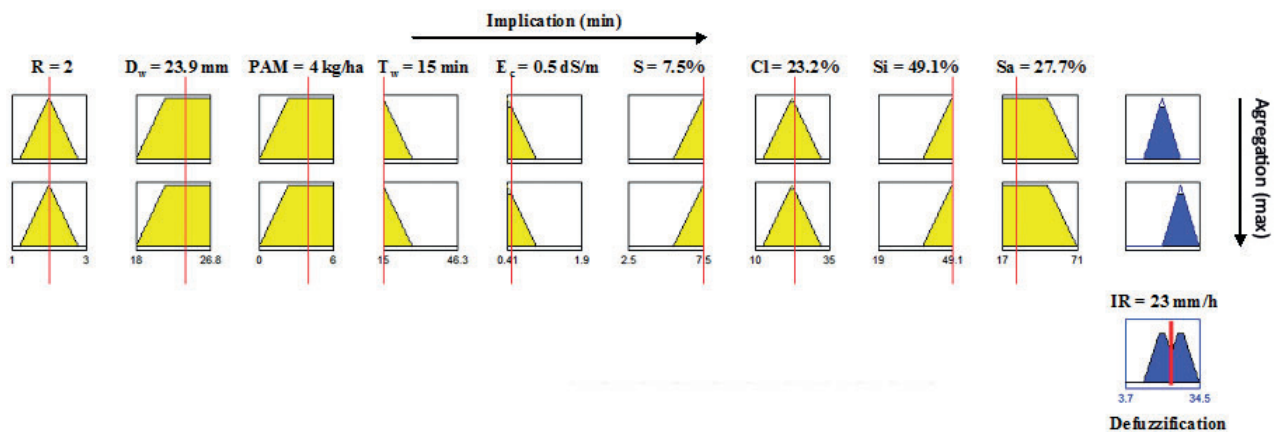 Implication (min)
R = 2 D_w = 23.9 mm PAM = 4 kg/ha T_w = 15 min E_c = 0.5 dS/m S = 7.5% Cl = 23.2% Si = 49.1% Sa = 27.7%
Agregation (max)
1 3 18 26.8 0 6 15 46.3 0.41 1.9 2.5 7.5 10 35 19 49.1 17 71
IR = 23 mm/h
3.7 34.5
Defuzzification